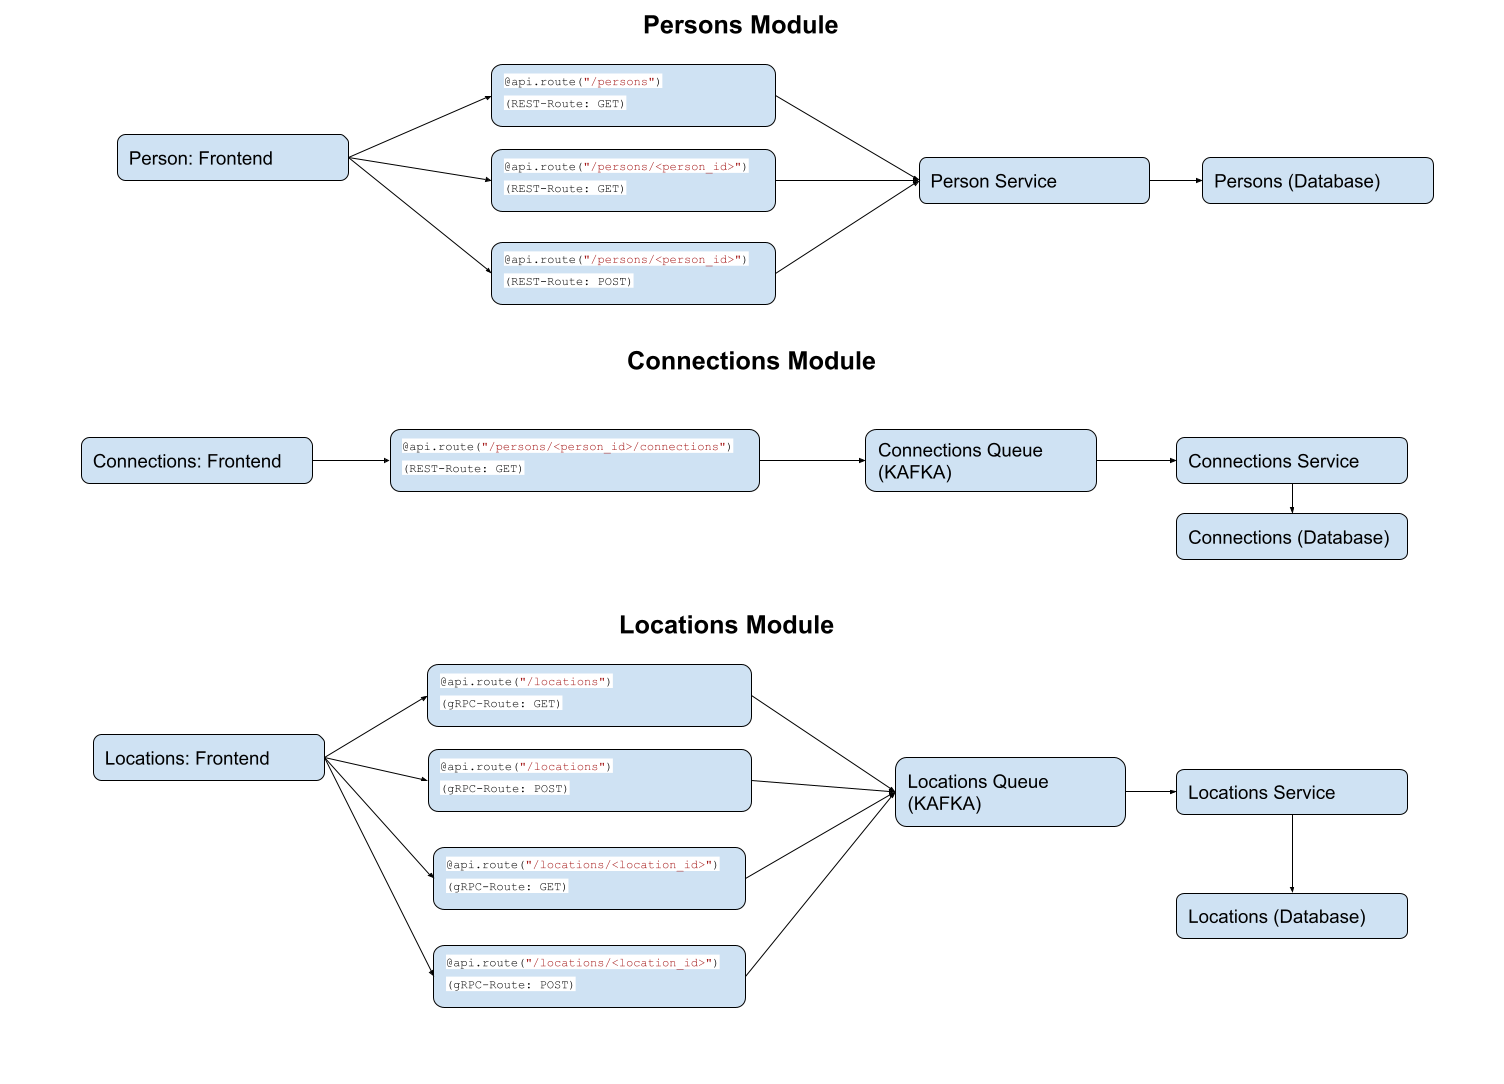 Persons Module
@api.route("/persons")
(REST-Route: GET)
Person: Frontend
@api.route("/persons/<person_id>")
(REST-Route: GET)
Person Service
Persons (Database)
@api.route("/persons/<person_id>")
(REST-Route: POST)
Connections Module
Connections: Frontend
@api.route("/persons/<person_id>/connections")
(REST-Route: GET)
Connections Queue
(KAFKA)
Connections Service
Connections (Database)
Locations Module
@api.route("/locations")
(gRPC-Route: GET)
Locations: Frontend
@api.route("/locations")
(gRPC-Route: POST)
Locations Queue
(KAFKA)
Locations Service
@api.route("/locations/<location_id>")
(gRPC-Route: GET)
Locations (Database)
@api.route("/locations/<location_id>")
(gRPC-Route: POST)